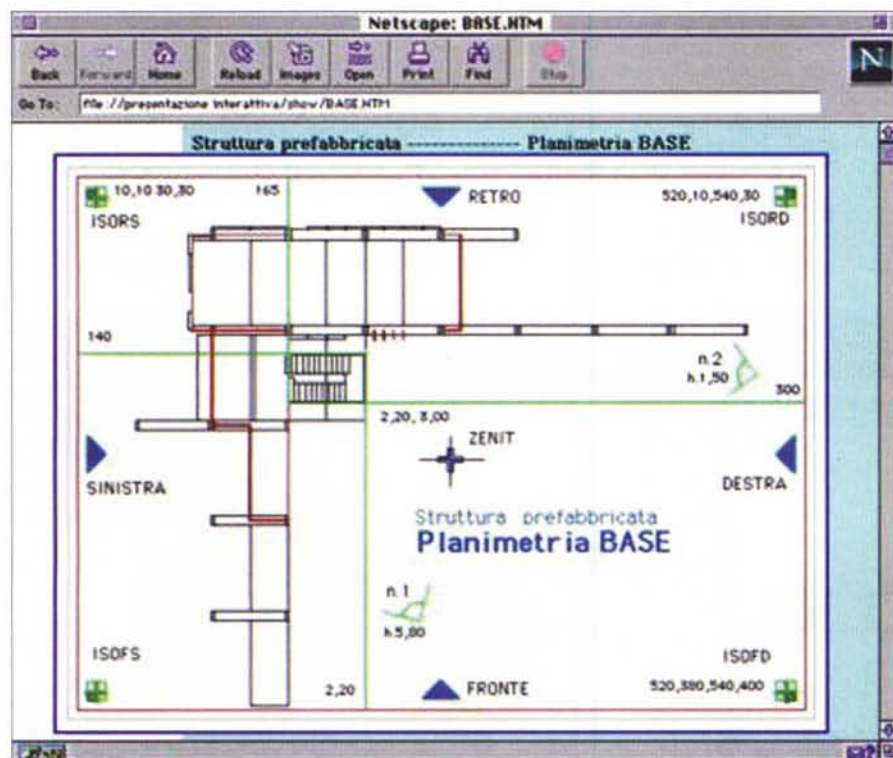 Netscape: BASE.HTM
Back Forward Home Reload Images Open Print Find Stop
N
Go To: file://presentazione interattiva/show/BASE.HTM
Struttura prefabbricata ------------- Planimetria BASE
10,10 30,30 165 RETRO 520,10,540,30
ISORS ISORD
140
n.2
h.1,50
300
2,20, 3,00
ZENIT
SINISTRA DESTRA
Struttura prefabbricata
Planimetria BASE
n.1
h.5,80
ISOFS ISOFD
2,20 FRONTE 520,380,540,400